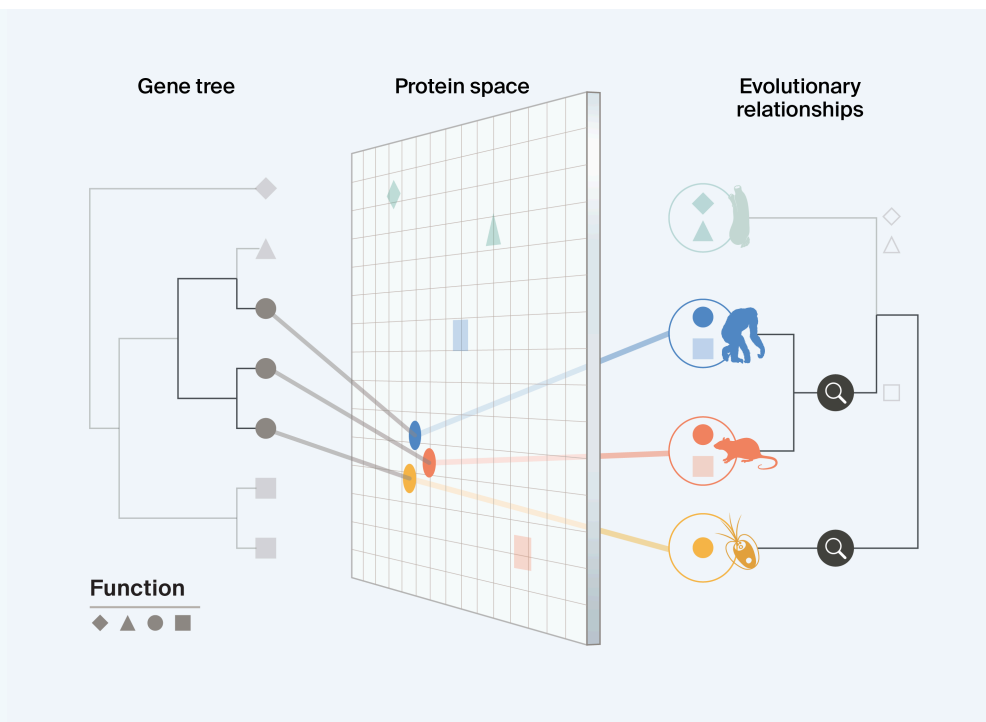 Gene tree
Protein space
Evolutionary
relationships
Function